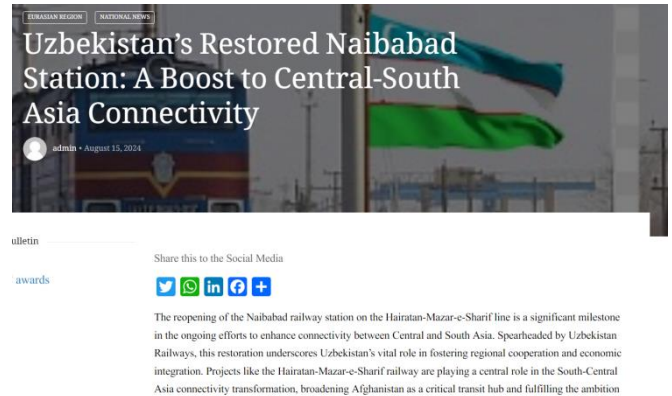 EURASIAN REGION NATIONAL NEWS
Uzbekistan's Restored Naibabad
Station: A Boost to Central-South
Asia Connectivity
admin • August 15, 2024
ulletin
awards
Share this to the Social Media
in
The reopening of the Naibabad railway station on the Hairatan-Mazar-e-Sharif line is a significant milestone
in the ongoing efforts to enhance connectivity between Central and South Asia. Spearheaded by Uzbekistan
Railways, this restoration underscores Uzbekistan's vital role in fostering regional cooperation and economic
integration. Projects like the Hairatan-Mazar-e-Sharif railway are playing a central role in the South-Central
Asia connectivity transformation, broadening Afghanistan as a critical transit hub and fulfilling the ambition